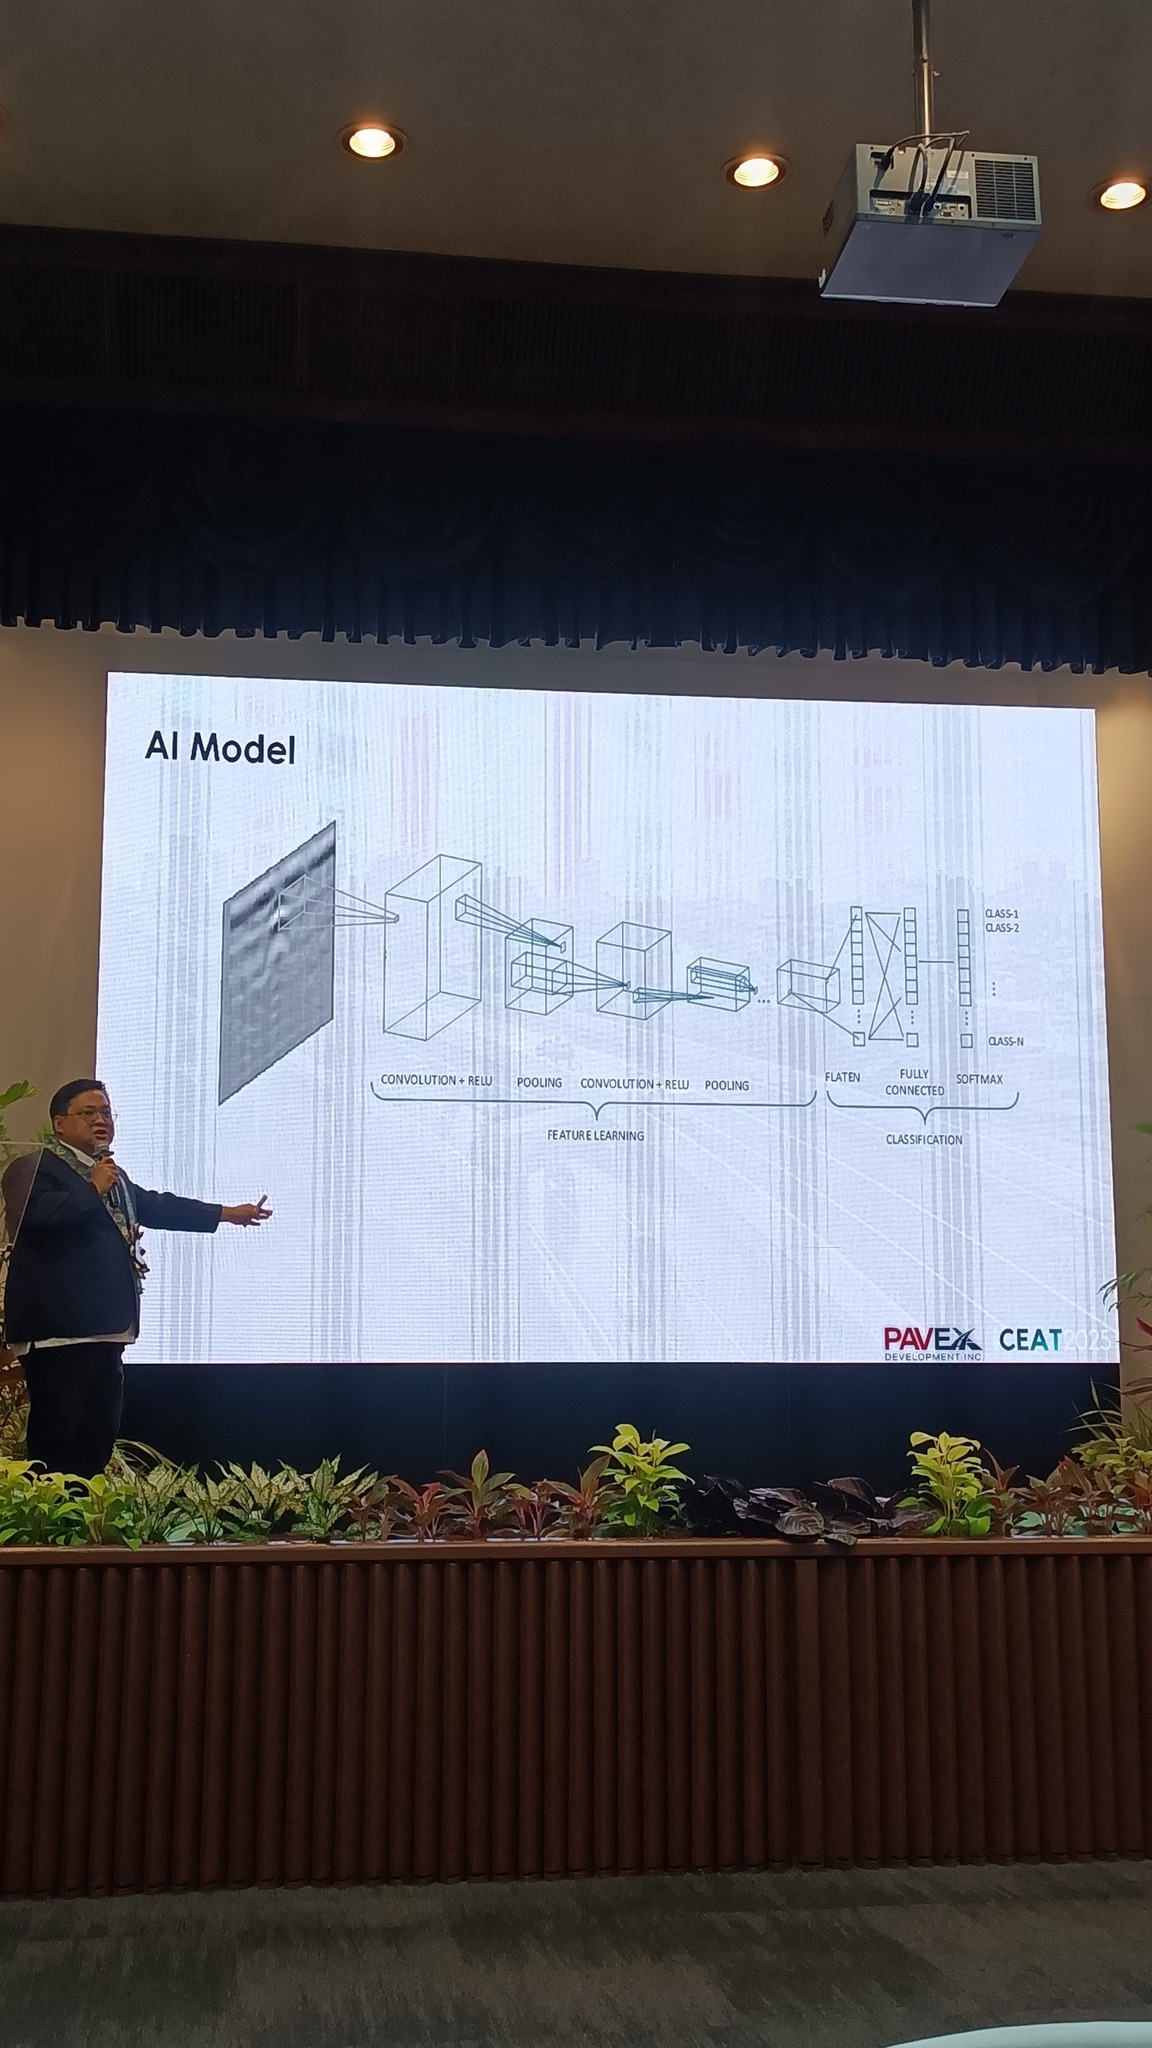 AI Model
CLASS-1
CLASS-2
CLASS-N
CONVOLUTION + RELU POOLING CONVOLUTION + RELU POOLING FLATEN FULLY CONNECTED SOFTMAX
FEATURE LEARNING CLASSIFICATION
PAVEX CEAT 2025
DEVELOPMENT INC